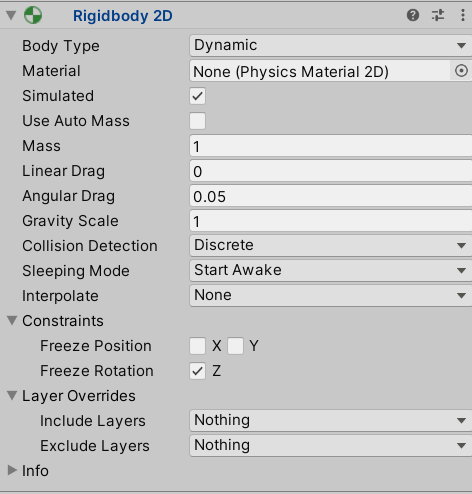 Rigidbody 2D
Body Type Dynamic
Material None (Physics Material 2D)
Simulated
Use Auto Mass
Mass 1
Linear Drag 0
Angular Drag 0.05
Gravity Scale 1
Collision Detection Discrete
Sleeping Mode Start Awake
Interpolate None
Constraints
Freeze Position X Y
Freeze Rotation Z
Layer Overrides
Include Layers Nothing
Exclude Layers Nothing
Info